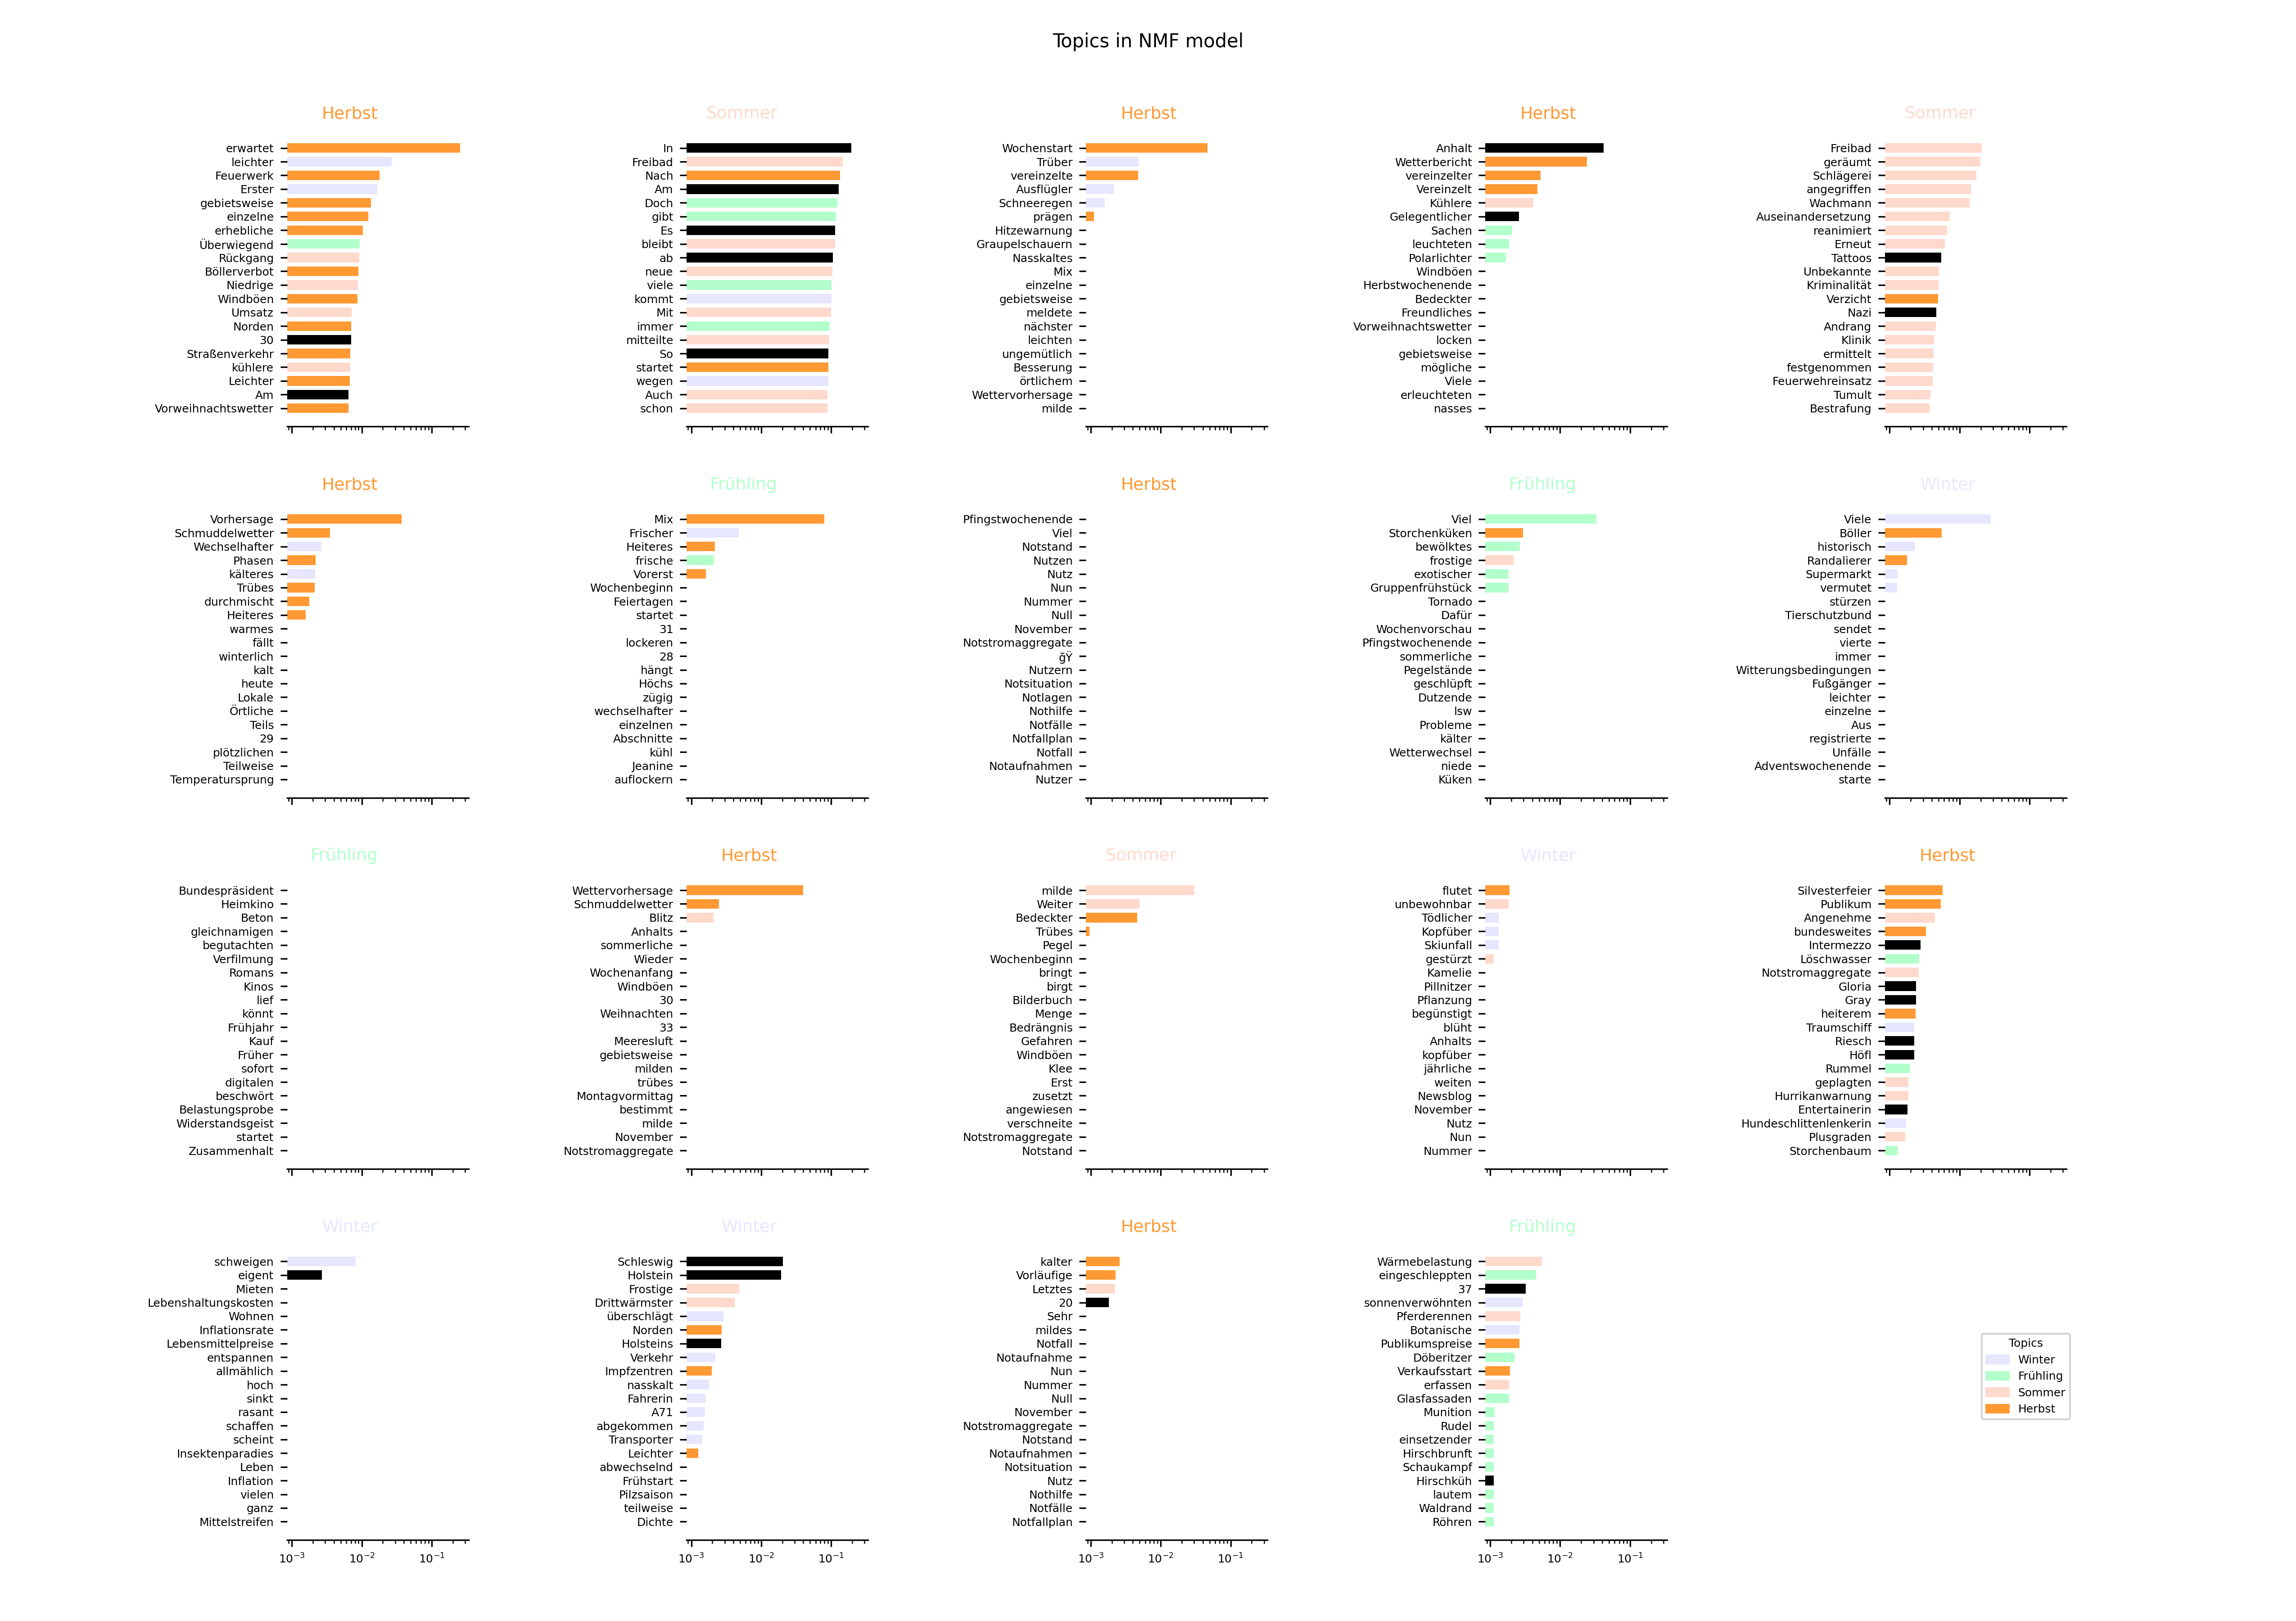 Topics in NMF model
Herbst
erwartet
leichter
Feuerwerk
Erster
gebietsweise
einzelne
erhebliche
Überwiegend
Rückgang
Böllerverbot
Niedrige
Windböen
Umsatz
Norden
30
Straßenverkehr
kühlere
Leichter
Am
Vorweihnachtswetter
Sommer
In
Freibad
Nach
Am
Doch
gibt
Es
bleibt
ab
neue
viele
kommt
Mit
immer
mitteilte
So
startet
wegen
Auch
schon
Herbst
Wochenstart
Trüber
vereinzelte
Ausflügler
Schneeregen
prägen
Hitzewarnung
Graupelschauern
Nasskaltes
Mix
einzelne
gebietsweise
meldete
nächster
leichten
ungemütlich
Besserung
örtlichem
Wettervorhersage
milde
Herbst
Anhalt
Wetterbericht
vereinzelter
Vereinzelt
Kühlere
Gelegentlicher
Sachen
leuchteten
Polarlichter
Windböen
Herbstwochenende
Bedeckter
Freundliches
Vorweihnachtswetter
locken
gebietsweise
mögliche
Viele
erleuchteten
nasses
Sommer
Freibad
geräumt
Schlägerei
angegriffen
Wachmann
Auseinandersetzung
reanimiert
Erneut
Tattoos
Unbekannte
Kriminalität
Verzicht
Nazi
Andrang
Klinik
ermittelt
festgenommen
Feuerwehreinsatz
Tumult
Bestrafung
Herbst
Vorhersage
Schmuddelwetter
Wechselhafter
Phasen
kälteres
Trübes
durchmischt
Heiteres
warmes
fällt
winterlich
kalt
heute
Lokale
Örtliche
Teils
29
plötzlichen
Teilweise
Temperatursprung
Frühling
Mix
Frischer
Heiteres
frische
Vorerst
Wochenbeginn
Feiertagen
startet
31
lockeren
28
hängt
Höchs
zügig
wechselhafter
einzelnen
Abschnitte
kühl
Jeanine
auflockern
Herbst
Pfingstwochenende
Viel
Notstand
Nutzen
Nutz
Nun
Nummer
Null
November
Notstromaggregate
ğŸ
Nutzern
Notsituation
Notlagen
Nothilfe
Notfälle
Notfallplan
Notfall
Notaufnahmen
Nutzer
Frühling
Viel
Storchenküken
bewölktes
frostige
exotischer
Gruppenfrühstück
Tornado
Dafür
Wochenvorschau
Pfingstwochenende
sommerliche
Pegelstände
geschlüpft
Dutzende
lsw
Probleme
kälter
Wetterwechsel
niede
Küken
Winter
Viele
Böller
historisch
Randalierer
Supermarkt
vermutet
stürzen
Tierschutzbund
sendet
vierte
immer
Witterungsbedingungen
Fußgänger
leichter
einzelne
Aus
registrierte
Unfälle
Adventswochenende
starte
Frühling
Bundespräsident
Heimkino
Beton
gleichnamigen
begutachten
Verfilmung
Romans
Kinos
lief
könnt
Frühjahr
Kauf
Früher
sofort
digitalen
beschwört
Belastungsprobe
Widerstandsgeist
startet
Zusammenhalt
Herbst
Wettervorhersage
Schmuddelwetter
Blitz
Anhalts
sommerliche
Wieder
Wochenanfang
Windböen
30
Weihnachten
33
Meeresluft
gebietsweise
milden
trübes
Montagvormittag
bestimmt
milde
November
Notstromaggregate
Sommer
milde
Weiter
Bedeckter
Trübes
Pegel
Wochenbeginn
bringt
birgt
Bilderbuch
Menge
Bedrängnis
Gefahren
Windböen
Klee
Erst
zusetzt
angewiesen
verschneite
Notstromaggregate
Notstand
Winter
flutet
unbewohnbar
Tödlicher
Kopfüber
Skiunfall
gestürzt
Kamelie
Pillnitzer
Pflanzung
begünstigt
blüht
Anhalts
kopfüber
jährliche
weiten
Newsblog
November
Nutz
Nun
Nummer
Herbst
Silvesterfeier
Publikum
Angenehme
bundesweites
Intermezzo
Löschwasser
Notstromaggregate
Gloria
Gray
heiterem
Traumschiff
Riesch
Höfl
Rummel
geplagten
Hurrikanwarnung
Entertainerin
Hundeschlittenlenkerin
Plusgraden
Storchenbaum
Winter
schweigen
eigent
Mieten
Lebenshaltungskosten
Wohnen
Inflationsrate
Lebensmittelpreise
entspannen
allmählich
hoch
sinkt
rasant
schaffen
scheint
Insektenparadies
Leben
Inflation
vielen
ganz
Mittelstreifen
10⁻³ 10⁻² 10⁻¹
Winter
Schleswig
Holstein
Frostige
Drittwärmster
überschlägt
Norden
Holsteins
Verkehr
Impfzentren
nasskalt
Fahrerin
A71
abgekommen
Transporter
Leichter
abwechselnd
Frühstart
Pilzsaison
teilweise
Dichte
10⁻³ 10⁻² 10⁻¹
Herbst
kalter
Vorläufige
Letztes
20
Sehr
mildes
Notfall
Notaufnahme
Nun
Nummer
Null
November
Notstromaggregate
Notstand
Notaufnahmen
Notsituation
Nutz
Nothilfe
Notfälle
Notfallplan
10⁻³ 10⁻² 10⁻¹
Frühling
Wärmebelastung
eingeschleppten
37
sonnenverwöhnten
Pferderennen
Botanische
Publikumspreise
Döberitzer
Verkaufsstart
erfassen
Glasfassaden
Munition
Rudel
einsetzender
Hirschbrunft
Schaukampf
Hirschküh
lautem
Waldrand
Röhren
10⁻³ 10⁻² 10⁻¹
Topics
Winter
Frühling
Sommer
Herbst